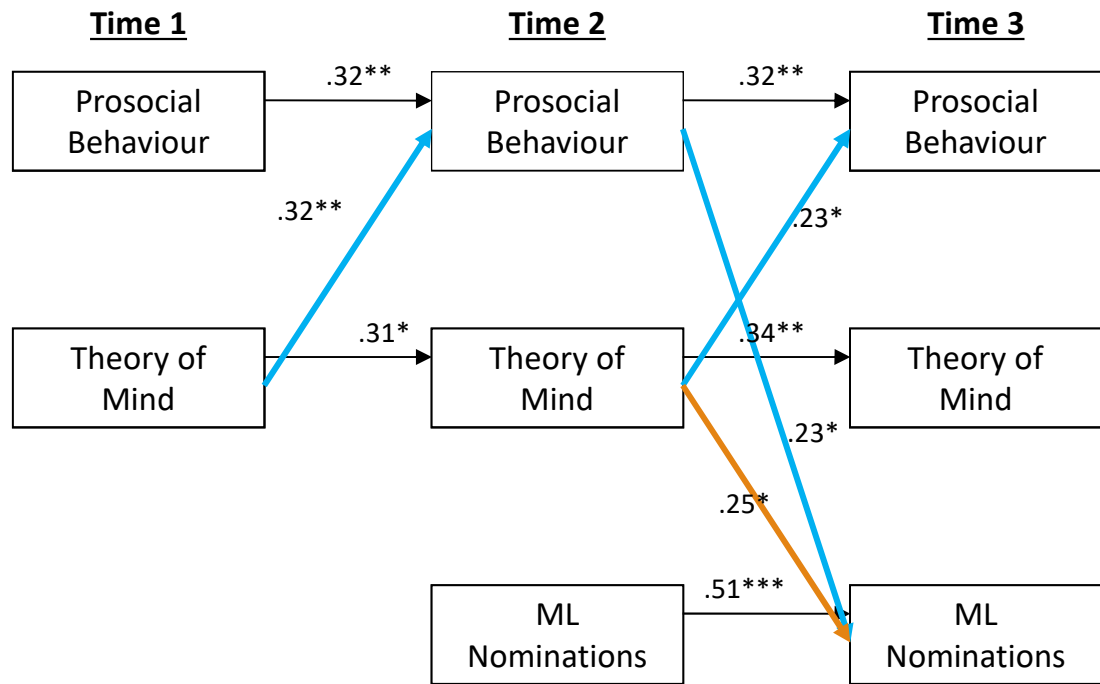 Time 1
Time 2
Time 3
.32**
.32**
Prosocial
Behaviour
Prosocial
Behaviour
Prosocial
Behaviour
.32**
.23*
.31*
.34**
Theory of
Mind
Theory of
Mind
Theory of
Mind
.23*
.25*
.51***
ML
Nominations
ML
Nominations